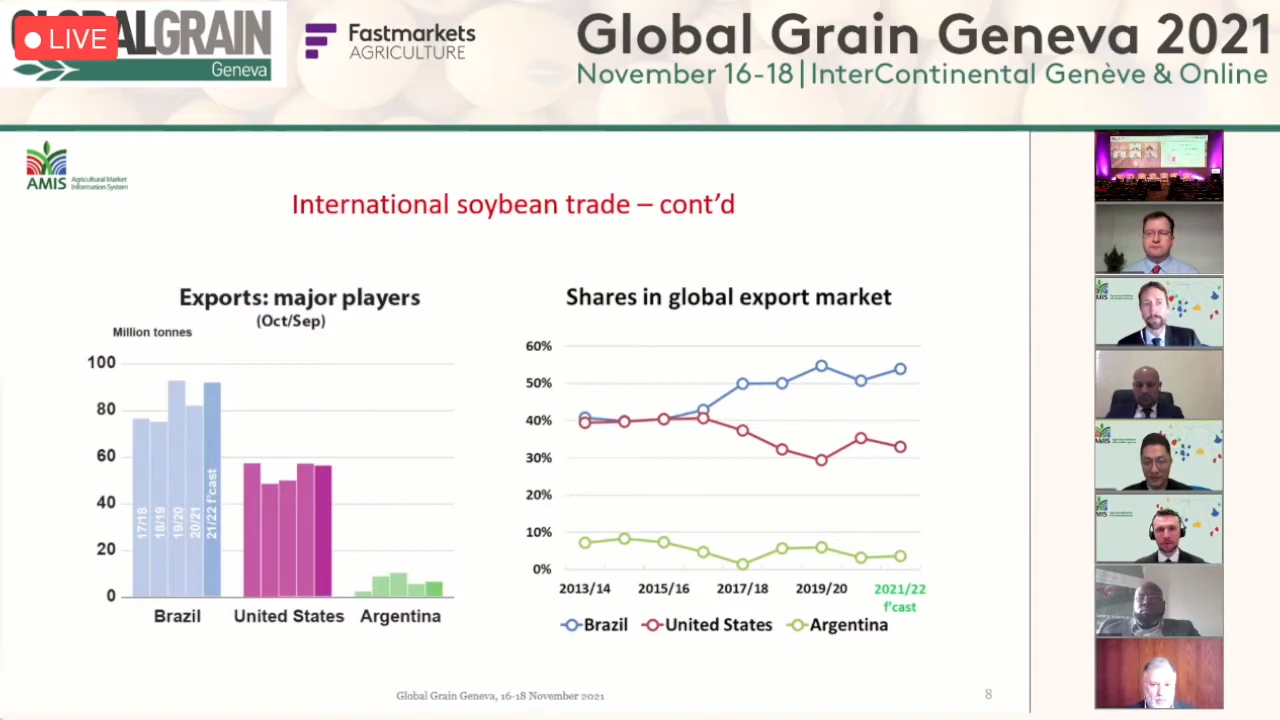 GLOBALGRAIN
LIVE
Geneva
Fastmarkets
AGRICULTURE
Global Grain Geneva 2021
November 16-18|InterContinental Genève & Online
AMIS Agricultural Market
Information System
International soybean trade – cont'd
Exports: major players
(Oct/Sep)
Million tonnes
100
80
60
40
20
0
17/18
18/19
19/20
20/21
21/22 f'cast
Brazil
United States
Argentina
Shares in global export market
60%
50%
40%
30%
20%
10%
0%
2013/14
2015/16
2017/18
2019/20
2021/22
f'cast
Brazil
United States
Argentina
Global Grain Geneva, 16-18 November 2021
8
AMIS
AMIS
AMIS